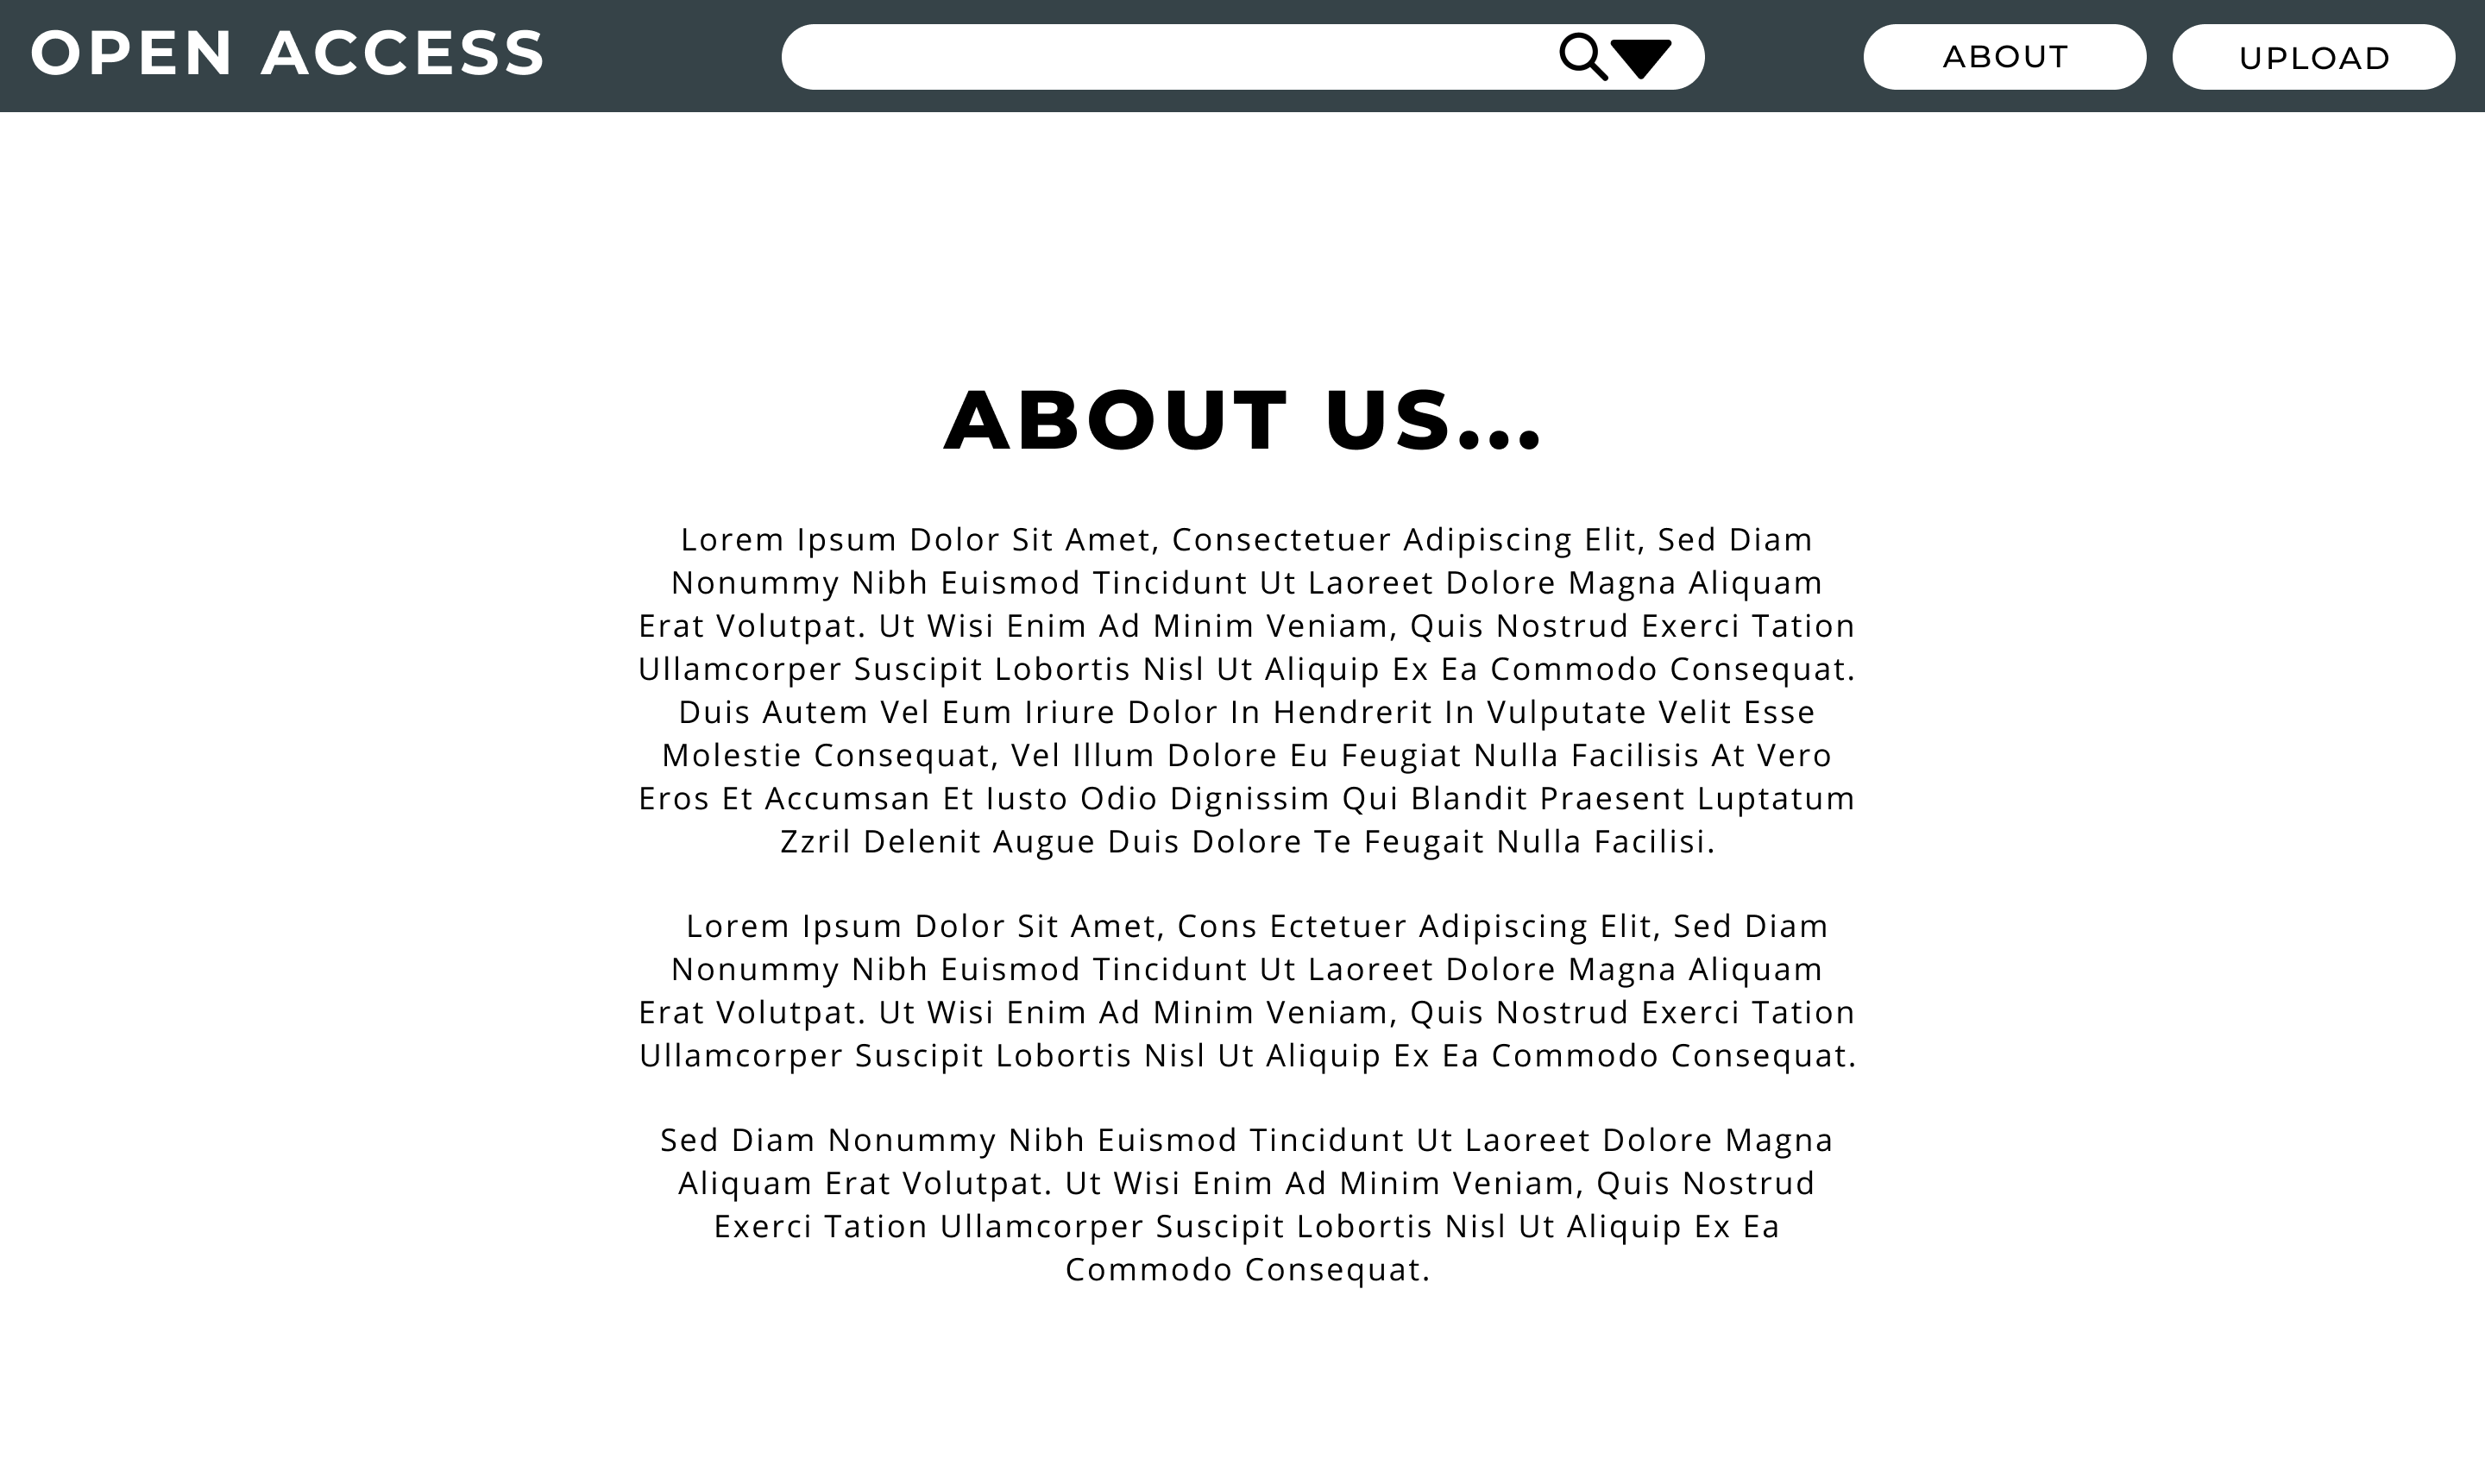 OPEN ACCESS
ABOUT
UPLOAD
ABOUT US...
Lorem Ipsum Dolor Sit Amet, Consectetuer Adipiscing Elit, Sed Diam
Nonummy Nibh Euismod Tincidunt Ut Laoreet Dolore Magna Aliquam
Erat Volutpat. Ut Wisi Enim Ad Minim Veniam, Quis Nostrud Exerci Tation
Ullamcorper Suscipit Lobortis Nisl Ut Aliquip Ex Ea Commodo Consequat.
Duis Autem Vel Eum Iriure Dolor In Hendrerit In Vulputate Velit Esse
Molestie Consequat, Vel Illum Dolore Eu Feugiat Nulla Facilisis At Vero
Eros Et Accumsan Et Iusto Odio Dignissim Qui Blandit Praesent Luptatum
Zzril Delenit Augue Duis Dolore Te Feugait Nulla Facilisi.
Lorem Ipsum Dolor Sit Amet, Cons Ectetuer Adipiscing Elit, Sed Diam
Nonummy Nibh Euismod Tincidunt Ut Laoreet Dolore Magna Aliquam
Erat Volutpat. Ut Wisi Enim Ad Minim Veniam, Quis Nostrud Exerci Tation
Ullamcorper Suscipit Lobortis Nisl Ut Aliquip Ex Ea Commodo Consequat.
Sed Diam Nonummy Nibh Euismod Tincidunt Ut Laoreet Dolore Magna
Aliquam Erat Volutpat. Ut Wisi Enim Ad Minim Veniam, Quis Nostrud
Exerci Tation Ullamcorper Suscipit Lobortis Nisl Ut Aliquip Ex Ea
Commodo Consequat.